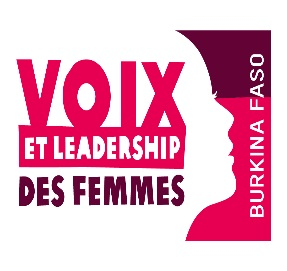 VOIX
ET LEADERSHIP
DES FEMMES
BURKINA FASO